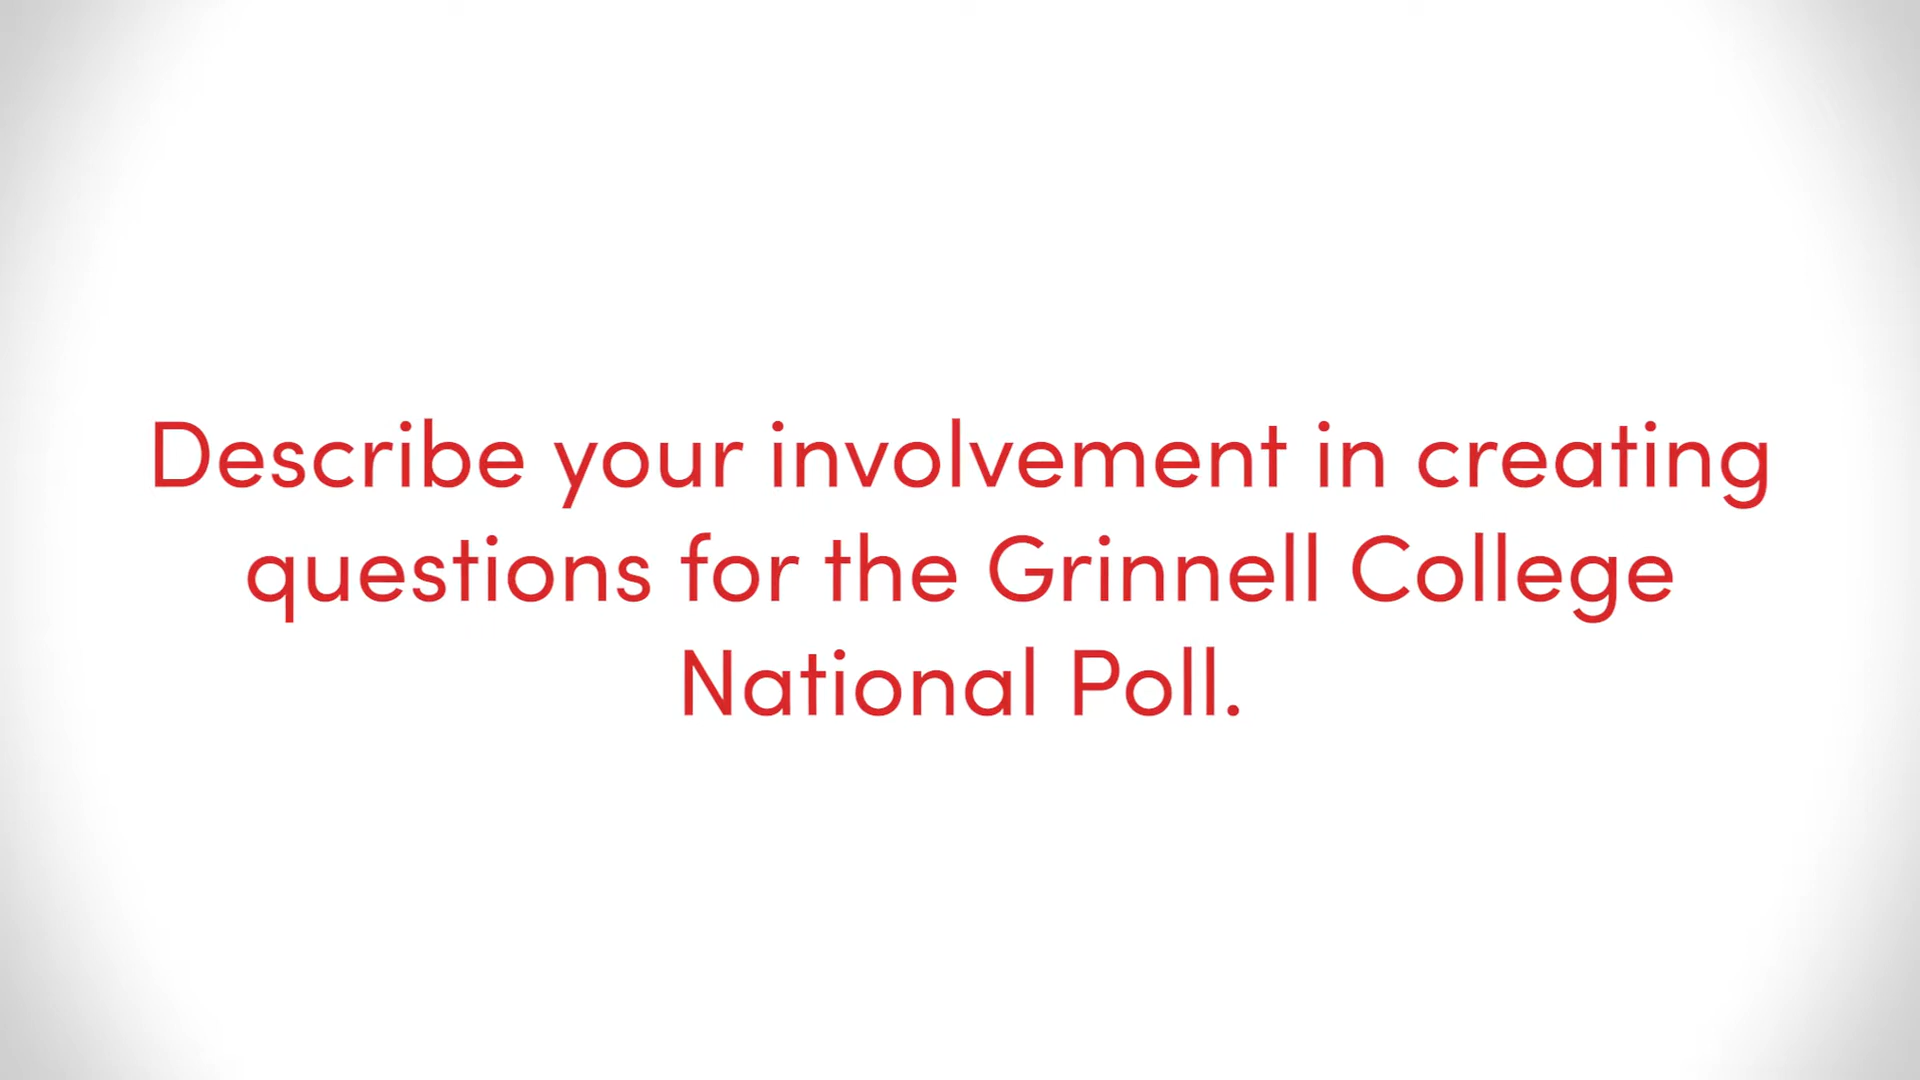 Describe your involvement in creating
questions for the Grinnell College
National Poll.